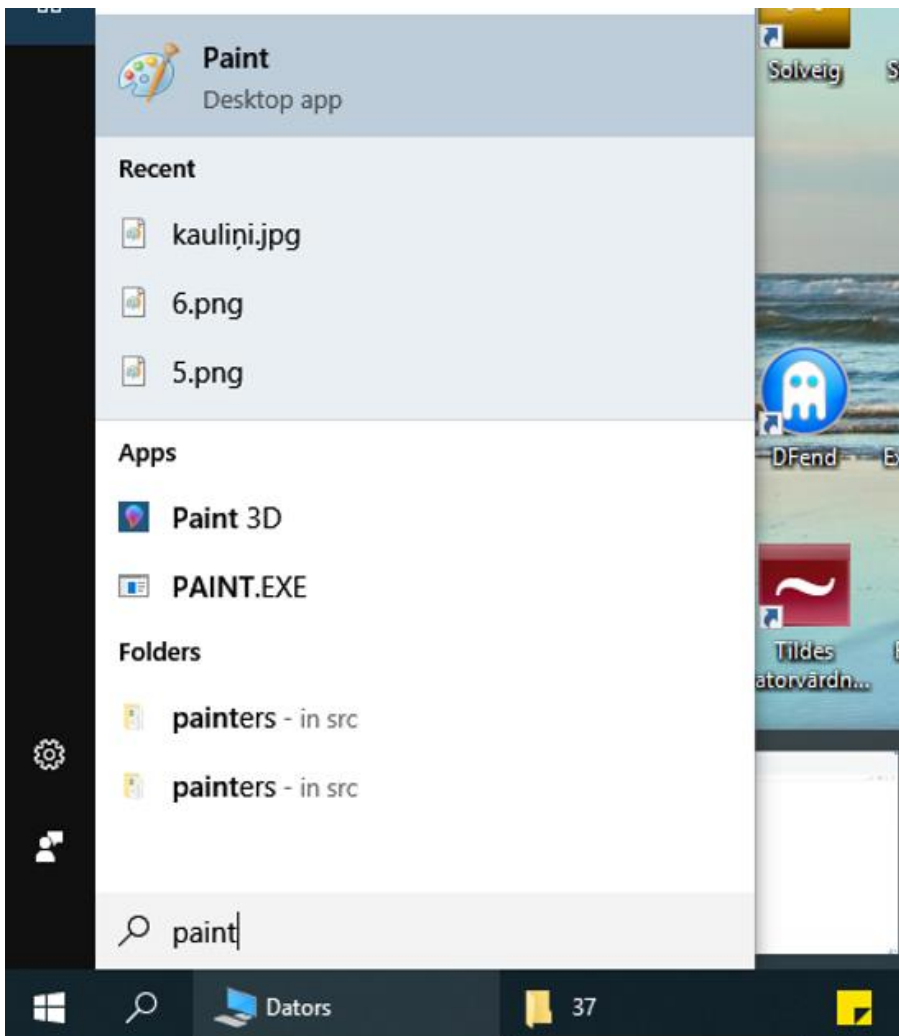 Paint
Desktop app
Recent
kauliņi.jpg
6.png
5.png
Apps
Paint 3D
PAINT.EXE
Folders
painters - in src
painters - in src
paint
Solveig
DFend
Tildes
atorvārdn...
Dators
37